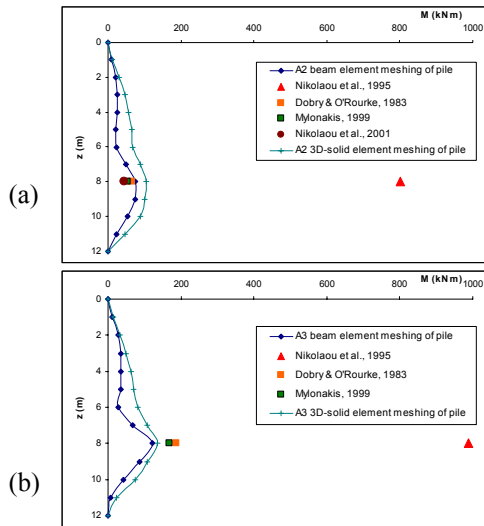 (a)
M (kNm)
0 200 400 600 800 1000
0
2
4
6
8
10
12
z (m)
A2 beam element meshing of pile
Nikolaou et al., 1995
Dobry & O'Rourke, 1983
Mylonakis, 1999
Nikolaou et al., 2001
A2 3D-solid element meshing of pile
(b)
M (kNm)
0 200 400 600 800 1000
0
2
4
6
8
10
12
z (m)
A3 beam element meshing of pile
Nikolaou et al., 1995
Dobry & O'Rourke, 1983
Mylonakis, 1999
A3 3D-solid element meshing of pile